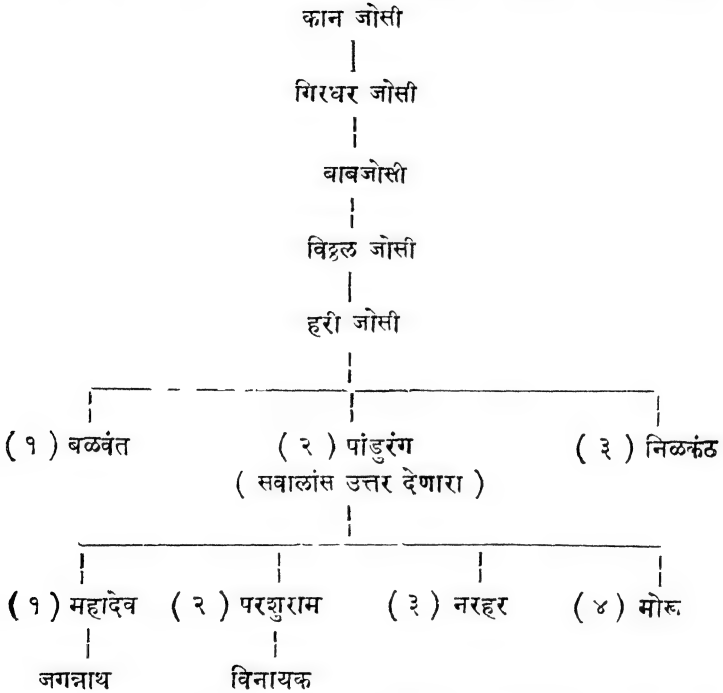 कान जोसी
गिरधर जोसी
बाबजोसी
विठ्ठल जोसी
हरी जोसी
( १ ) बळवंत ( २ ) पांडुरंग ( ३ ) निळकंठ
( सवालांस उत्तर देणारा )
( १ ) महादेव ( २ ) परशुराम ( ३ ) नरहर ( ४ ) मोरू
जगन्नाथ विनायक